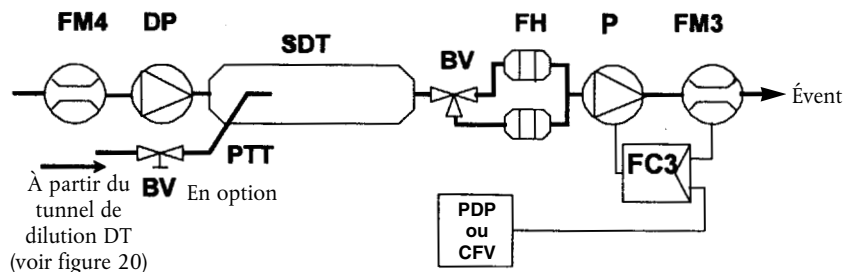 FM4 DP SDT BV FH P FM3
Évent
PTT
BV En option
À partir du
tunnel de
dilution DT
(voir figure 20)
FC3
PDP
ou
CFV